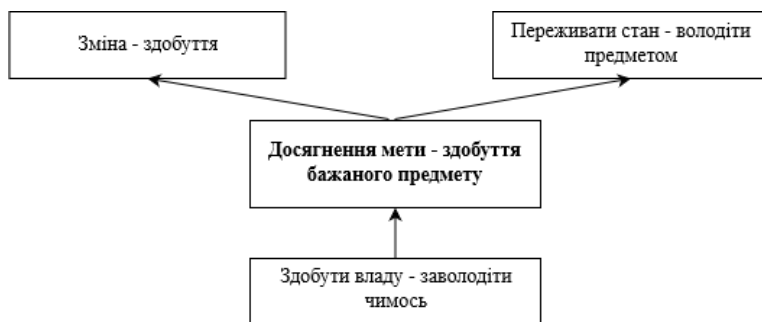 Зміна - здобуття
Переживати стан - володіти
предметом
Досягнення мети - здобуття
бажаного предмету
Здобути владу - заволодіти
чимось